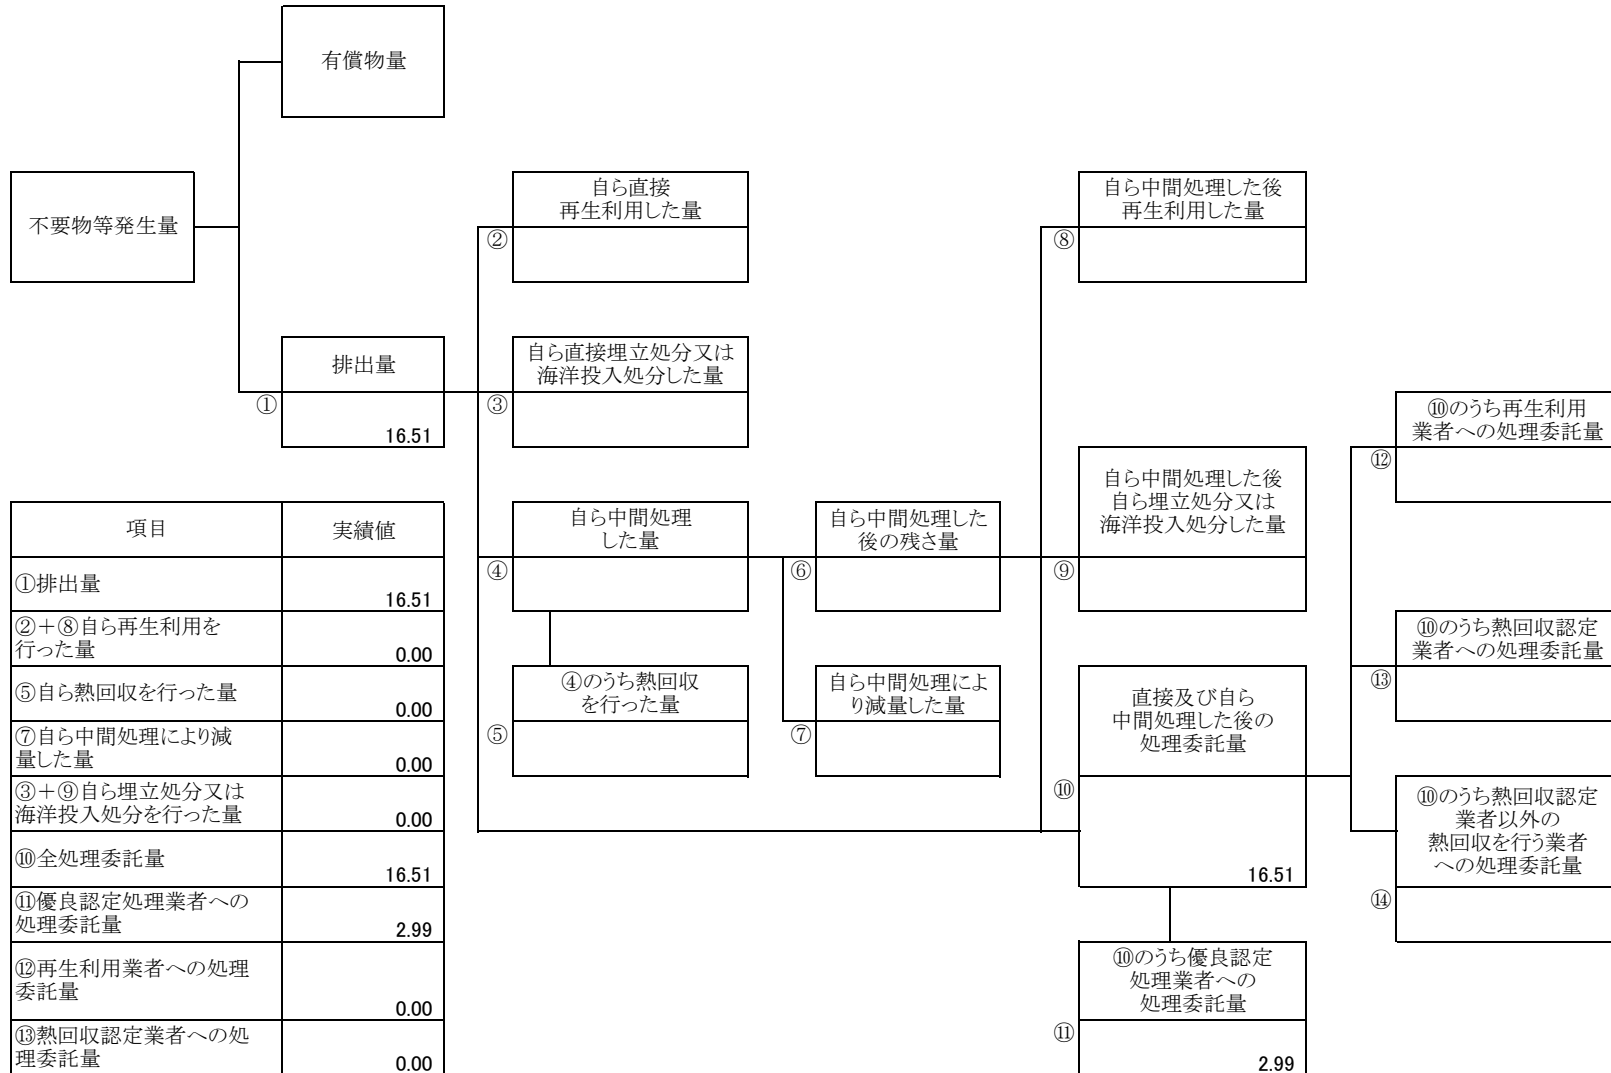 有償物量
不要物等発生量
自ら直接
再生利用した量
②
自ら中間処理した後
再生利用した量
⑧
排出量
①
16.51
自ら直接埋立処分又は
海洋投入処分した量
③
⑩のうち再生利用
業者への処理委託量
⑫
自ら中間処理した後
自ら埋立処分又は
海洋投入処分した量
⑨
自ら中間処理
した量
④
自ら中間処理した
後の残さ量
⑥
④のうち熱回収
を行った量
⑤
自ら中間処理によ
り減量した量
⑦
⑩のうち熱回収認定
業者への処理委託量
⑬
直接及び自ら
中間処理した後の
処理委託量
⑩
16.51
⑩のうち熱回収認定
業者以外の
熱回収を行う業者
への処理委託量
⑭
⑩のうち優良認定
処理業者への
処理委託量
⑪
2.99
項目 実績値
①排出量 16.51
②+⑧自ら再生利用を
行った量 0.00
⑤自ら熱回収を行った量 0.00
⑦自ら中間処理により減
量した量 0.00
③+⑨自ら埋立処分又は
海洋投入処分を行った量 0.00
⑩全処理委託量 16.51
⑪優良認定処理業者への
処理委託量 2.99
⑫再生利用業者への処理
委託量 0.00
⑬熱回収認定業者への処
理委託量 0.00